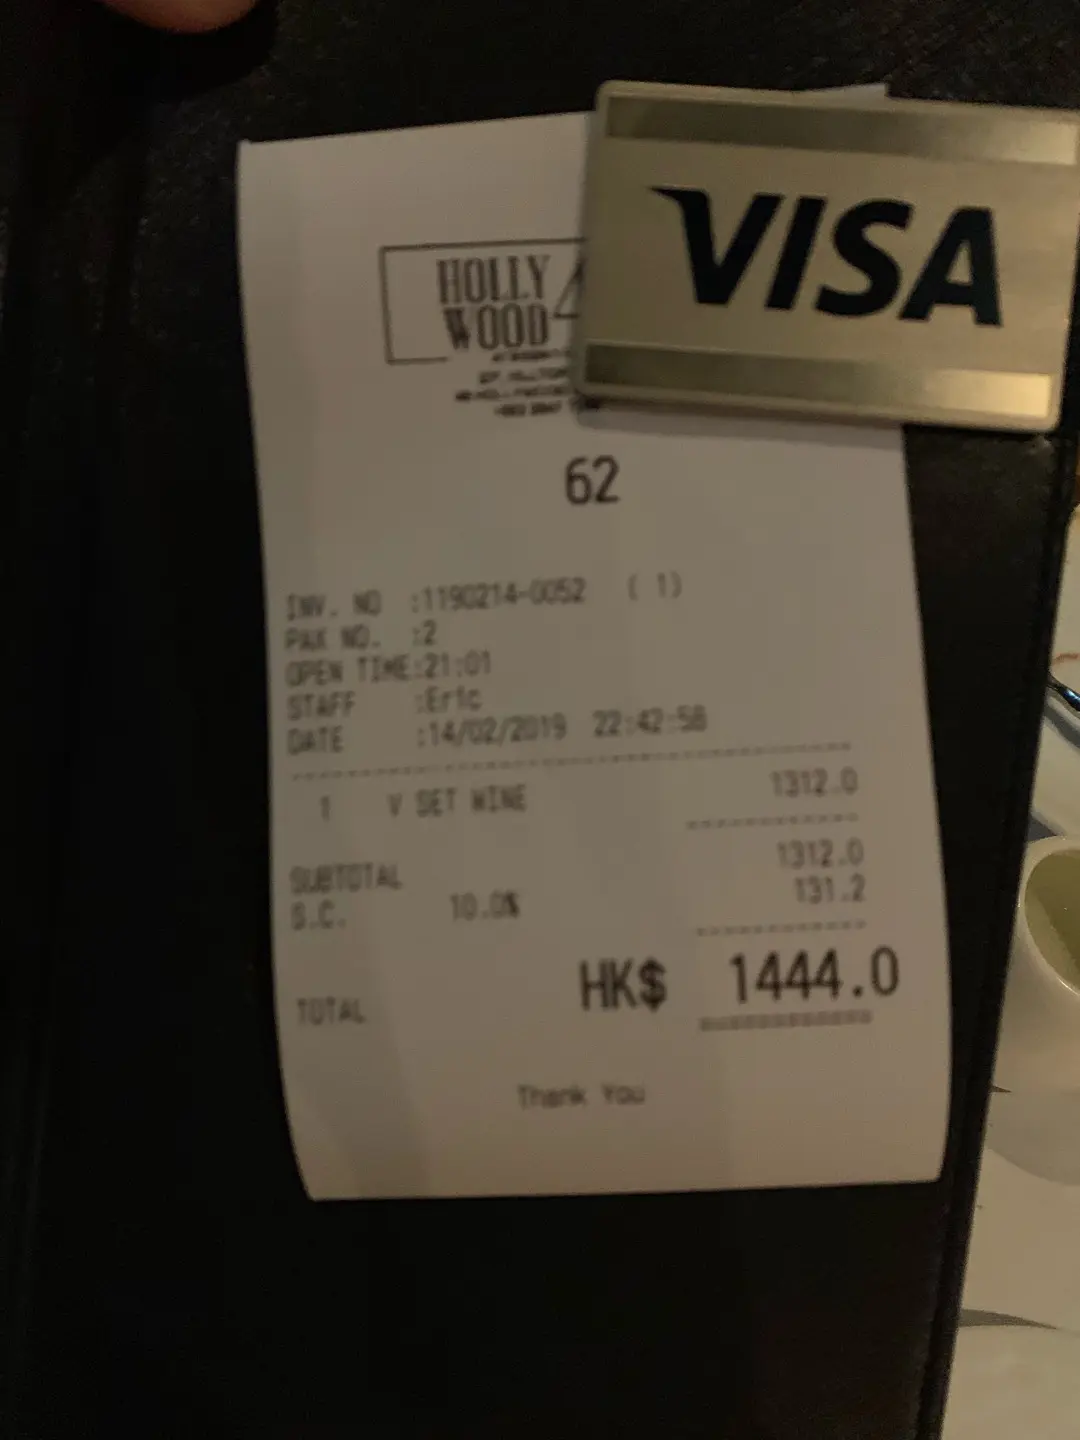 VISA
HOLLY
WOOD 4
62
INV. NO :1190214-0052 ( 1)
PAX NO. :2
OPEN TIME:21:01
STAFF :Eric
DATE :14/02/2019 22:42:58
1 V SET WINE 1312.0
SUBTOTAL 1312.0
S.C. 10.0% 131.2
TOTAL HK$ 1444.0
Thank You